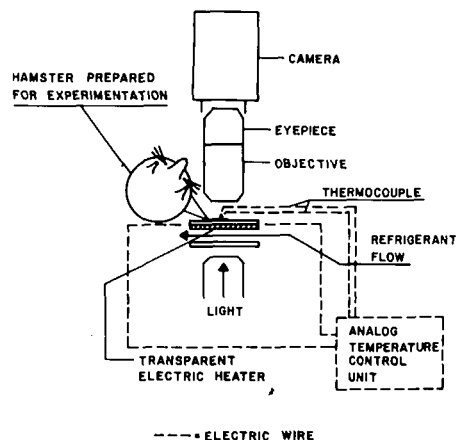 CAMERA
HAMSTER PREPARED
FOR EXPERIMENTATION
EYEPIECE
OBJECTIVE
THERMOCOUPLE
REFRIGERANT
FLOW
LIGHT
TRANSPARENT
ELECTRIC HEATER
ANALOG
TEMPERATURE
CONTROL
UNIT
ELECTRIC WIRE